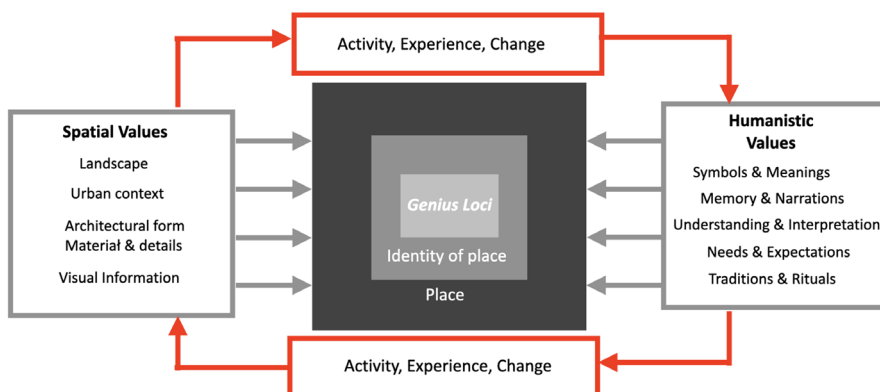 Activity, Experience, Change
Spatial Values
Landscape
Urban context
Architectural form
Materiał & details
Visual Information
Genius Loci
Identity of place
Place
Humanistic
Values
Symbols & Meanings
Memory & Narrations
Understanding & Interpretation
Needs & Expectations
Traditions & Rituals
Activity, Experience, Change